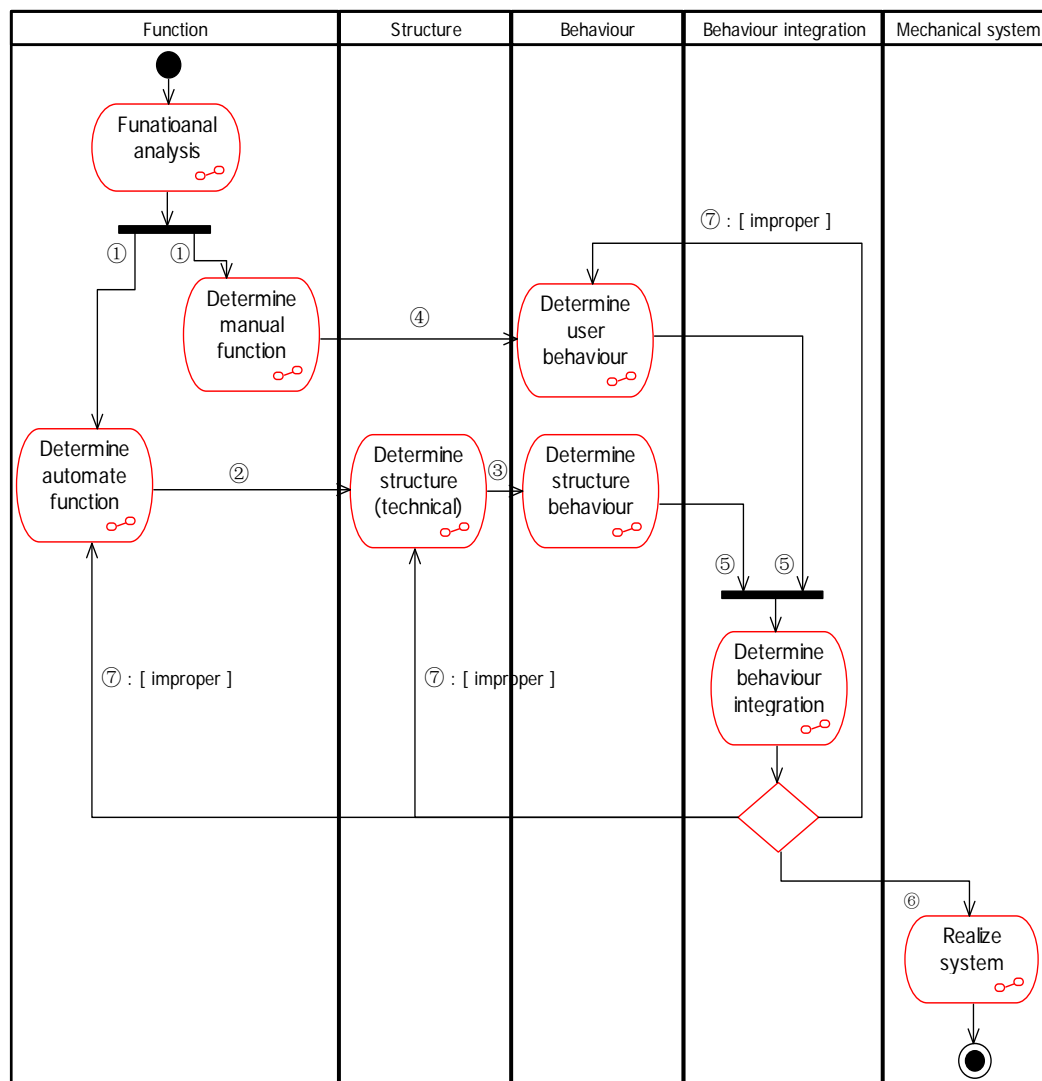 Function
Structure
Behaviour
Behaviour integration
Mechanical system
Funatioanal
analysis
① ①
⑦ : [ improper ]
Determine
manual
function
④
Determine
user
behaviour
Determine
automate
function
②
Determine
structure
(technical)
③
Determine
structure
behaviour
⑤ ⑤
Determine
behaviour
integration
⑦ : [ improper ]
⑦ : [ improper ]
⑥
Realize
system